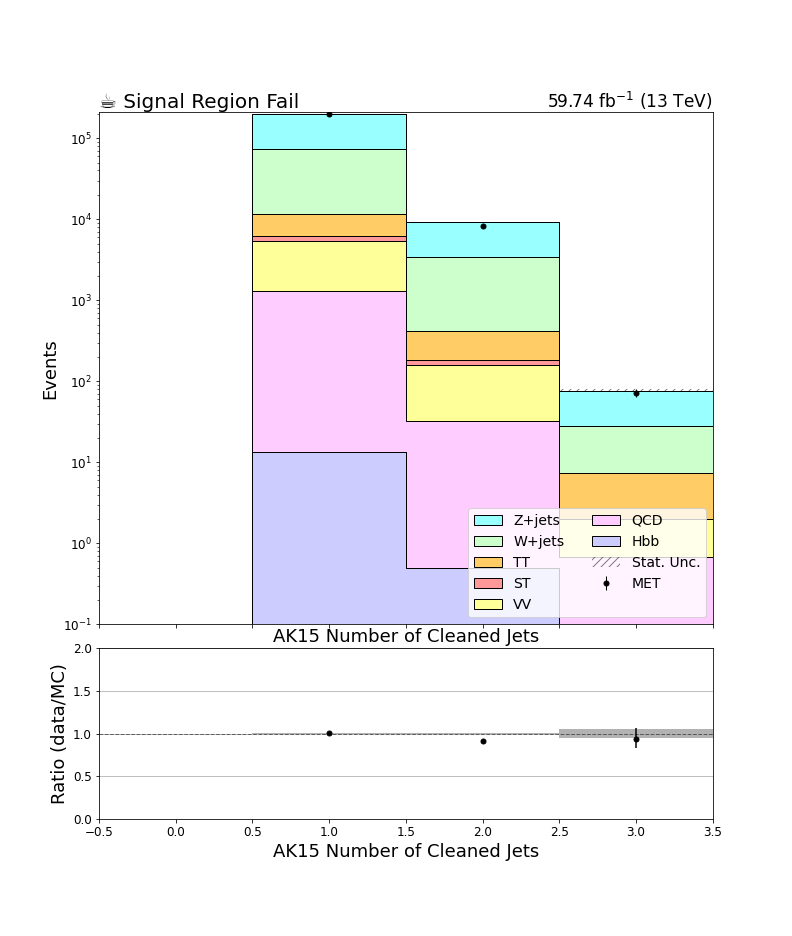 ☕ Signal Region Fail
59.74 fb⁻¹ (13 TeV)
Events
10⁵
10⁴
10³
10²
10¹
10⁰
10⁻¹
Z+jets
W+jets
TT
ST
VV
QCD
Hbb
Stat. Unc.
MET
AK15 Number of Cleaned Jets
Ratio (data/MC)
2.0
1.5
1.0
0.5
0.0
−0.5 0.0 0.5 1.0 1.5 2.0 2.5 3.0 3.5
AK15 Number of Cleaned Jets